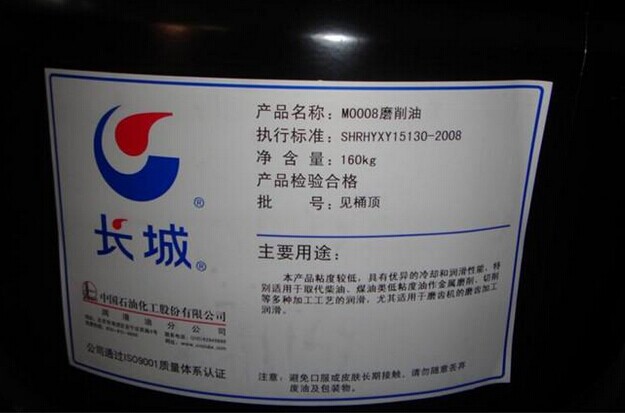 产品名称：M0008磨削油
执行标准：SHRHYXY15130-2008
净 含 量：160kg
产品检验合格
批 号：见桶顶
长城®
®
主要用途：
本产品粘度较低，具有优异的冷却和润滑性能，特
别适用于取代柴油、煤油类低粘度油作金属磨削、切削
等多种加工工艺的润滑，尤其适用于磨齿机的磨齿加工
润滑。
中国石油化工股份有限公司
润滑油分公司
公司通过ISO9001质量体系认证
注意：避免口服或皮肤长期接触，请勿随意丢弃
废油及包装物。